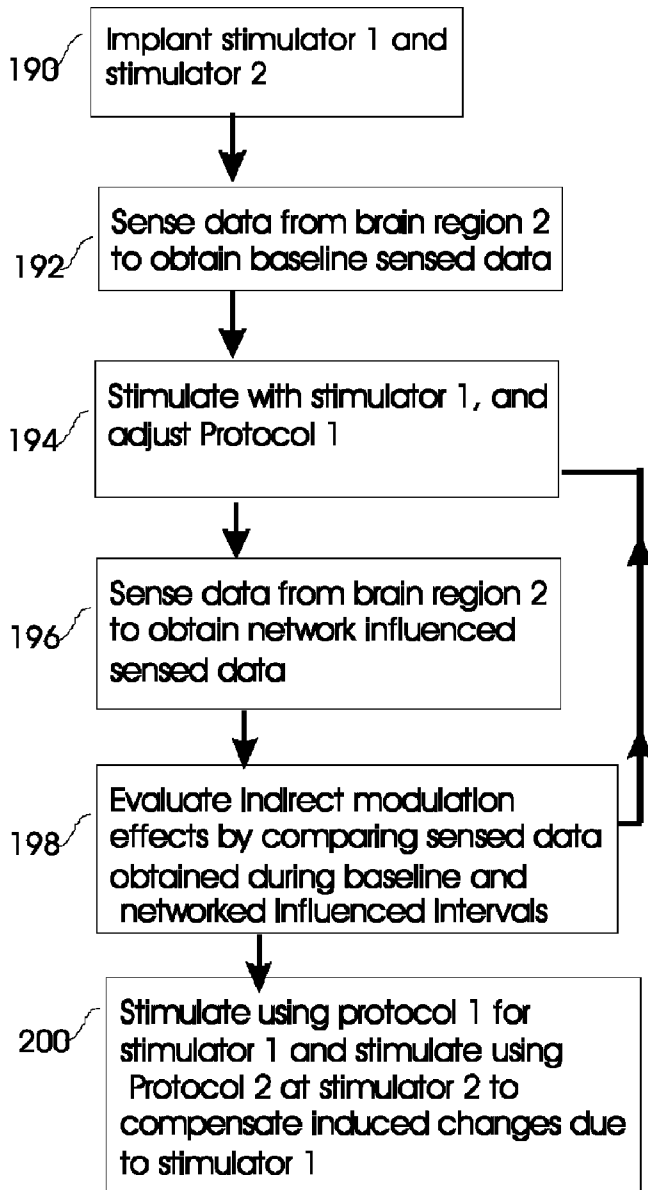 190
Implant stimulator 1 and
stimulator 2
192
Sense data from brain region 2
to obtain baseline sensed data
194
Stimulate with stimulator 1, and
adjust Protocol 1
196
Sense data from brain region 2
to obtain network influenced
sensed data
198
Evaluate indirect modulation
effects by comparing sensed data
obtained during baseline and
networked influenced intervals
200
Stimulate using protocol 1 for
stimulator 1 and stimulate using
Protocol 2 at stimulator 2 to
compensate induced changes due
to stimulator 1